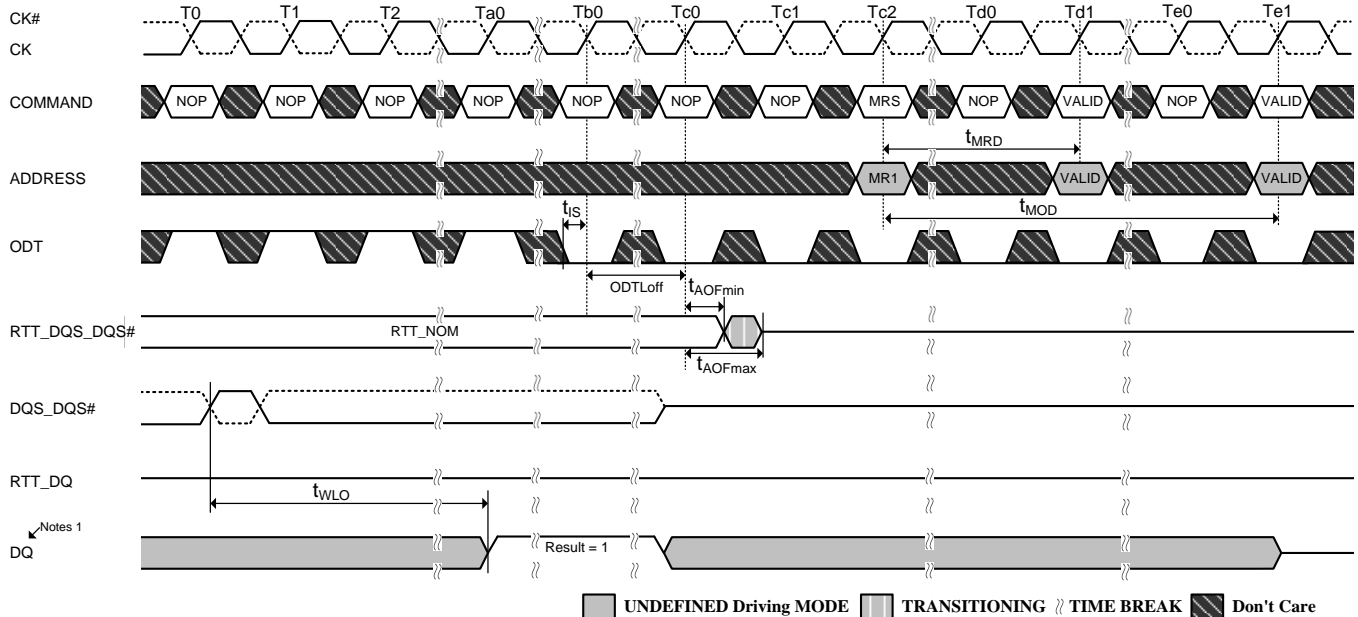 T0 T1 T2 Ta0 Tb0 Tc0 Tc1 Tc2 Td0 Td1 Te0 Te1
CK#
CK
COMMAND NOP NOP NOP NOP NOP NOP NOP MRS NOP VALID NOP VALID
tMRD
ADDRESS MR1 VALID VALID
tIS tMOD
ODT
ODTLoff tAOFmin
RTT_DQS_DQS# RTT_NOM
tAOFmax
DQS_DQS#
RTT_DQ
tWLO
Notes 1
DQ Result = 1
UNDEFINED Driving MODE TRANSITIONING TIME BREAK Don't Care